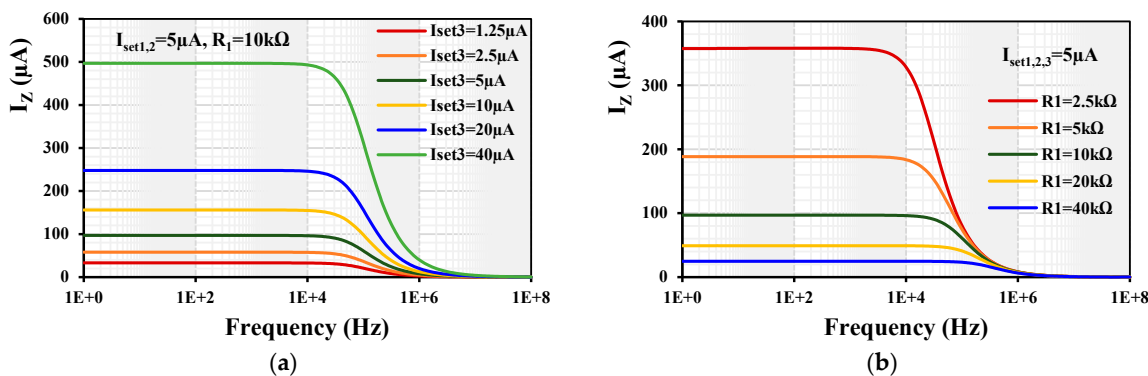 600
500
400
300
200
100
0
I_Z (µA)
I_set1,2=5µA, R_1=10kΩ
Iset3=1.25µA
Iset3=2.5µA
Iset3=5µA
Iset3=10µA
Iset3=20µA
Iset3=40µA
1E+0 1E+2 1E+4 1E+6 1E+8
Frequency (Hz)
(a)
400
300
200
100
0
I_Z (µA)
I_set1,2,3=5µA
R1=2.5kΩ
R1=5kΩ
R1=10kΩ
R1=20kΩ
R1=40kΩ
1E+0 1E+2 1E+4 1E+6 1E+8
Frequency (Hz)
(b)